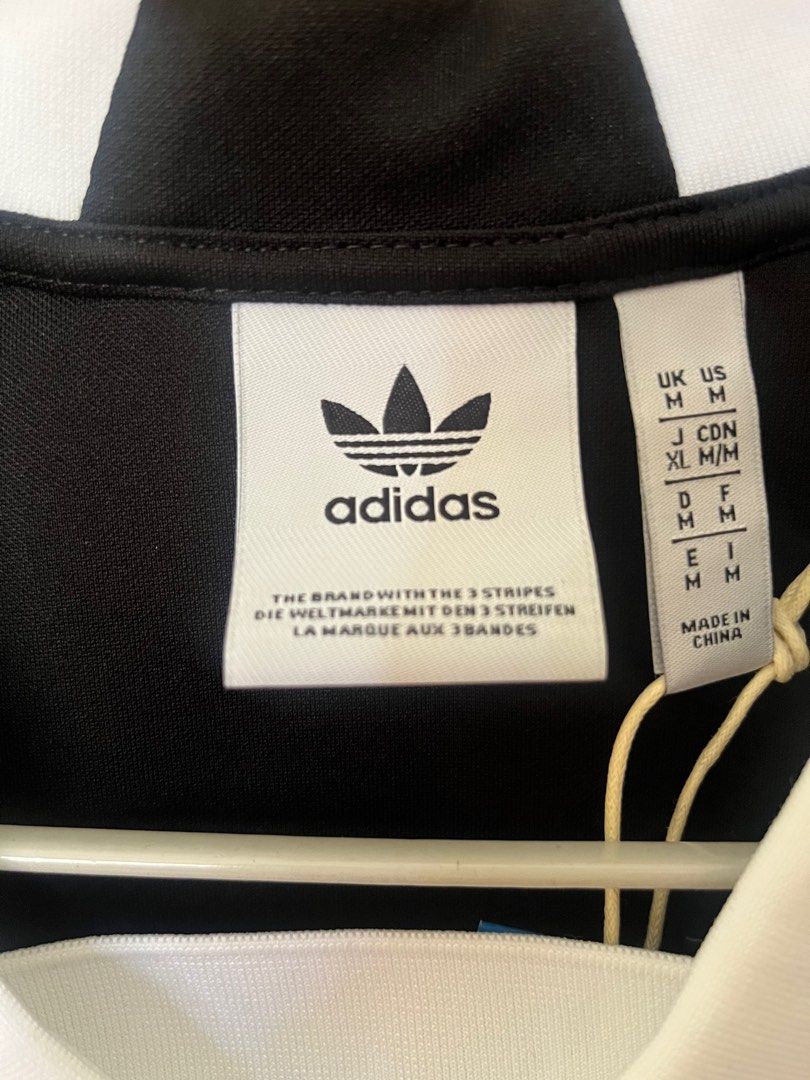 adidas
THE BRAND WITH THE 3 STRIPES
DIE WELTMARKE MIT DEN 3 STREIFEN
LA MARQUE AUX 3 BANDES
UK US
M M
J CDN
XL M/M
D F
M M
E I
M M
MADE IN
CHINA